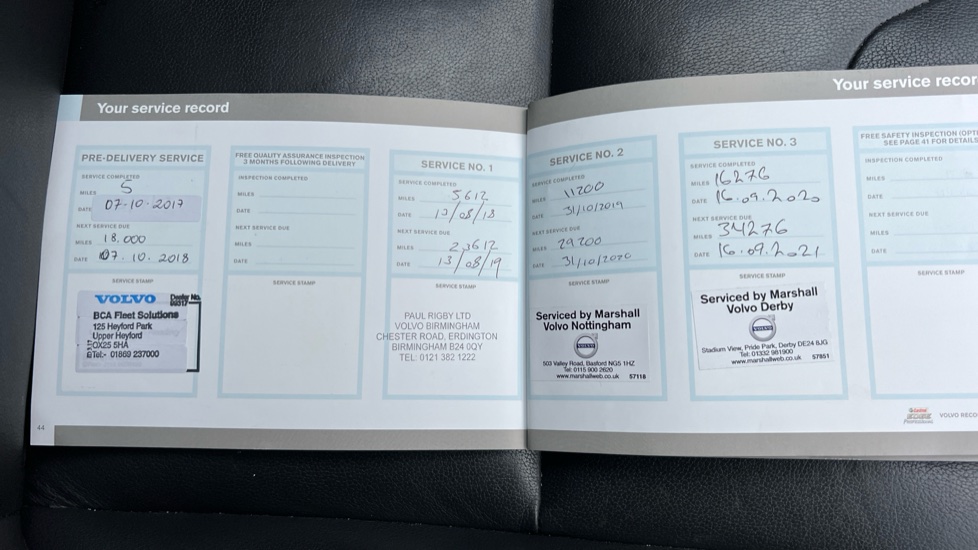 Your service record
PRE-DELIVERY SERVICE
SERVICE COMPLETED
MILES 5
DATE 07-10-2017
NEXT SERVICE DUE
MILES 18,000
DATE 07.10.2018
SERVICE STAMP
VOLVO Dealer No.
BCA Fleet Solutions
125 Heyford Park
Upper Heyford
OX25 5HA
Tel:- 01869 237000
FREE QUALITY ASSURANCE INSPECTION
3 MONTHS FOLLOWING DELIVERY
INSPECTION COMPLETED
MILES
DATE
NEXT SERVICE DUE
MILES
DATE
SERVICE STAMP
SERVICE NO. 1
SERVICE COMPLETED
MILES 5612
DATE 13/08/18
NEXT SERVICE DUE
MILES 23612
DATE 13/08/19
SERVICE STAMP
PAUL RIGBY LTD
VOLVO BIRMINGHAM
CHESTER ROAD, ERDINGTON
BIRMINGHAM B24 0QY
TEL: 0121 382 1222
44
Your service recor
SERVICE NO. 2
SERVICE COMPLETED
MILES 11200
DATE 31/10/2019
NEXT SERVICE DUE
MILES 29200
DATE 31/10/2020
SERVICE STAMP
Serviced by Marshall
Volvo Nottingham
VOLVO
503 Valley Road, Basford NG5 1HZ
Tel: 0115 900 2620
www.marshallweb.co.uk 57118
SERVICE NO. 3
SERVICE COMPLETED
MILES 16276
DATE 16.09.2020
NEXT SERVICE DUE
MILES 34276
DATE 16.09.2021
SERVICE STAMP
Serviced by Marshall
Volvo Derby
VOLVO
Stadium View, Pride Park, Derby DE24 8JG
Tel: 01332 981900
www.marshallweb.co.uk 57851
FREE SAFETY INSPECTION (OPTI
SEE PAGE 41 FOR DETAILS
INSPECTION COMPLETED
MILES
DATE
NEXT SERVICE DUE
MILES
DATE
SERVICE STAMP
Castrol
VOLVO RECO